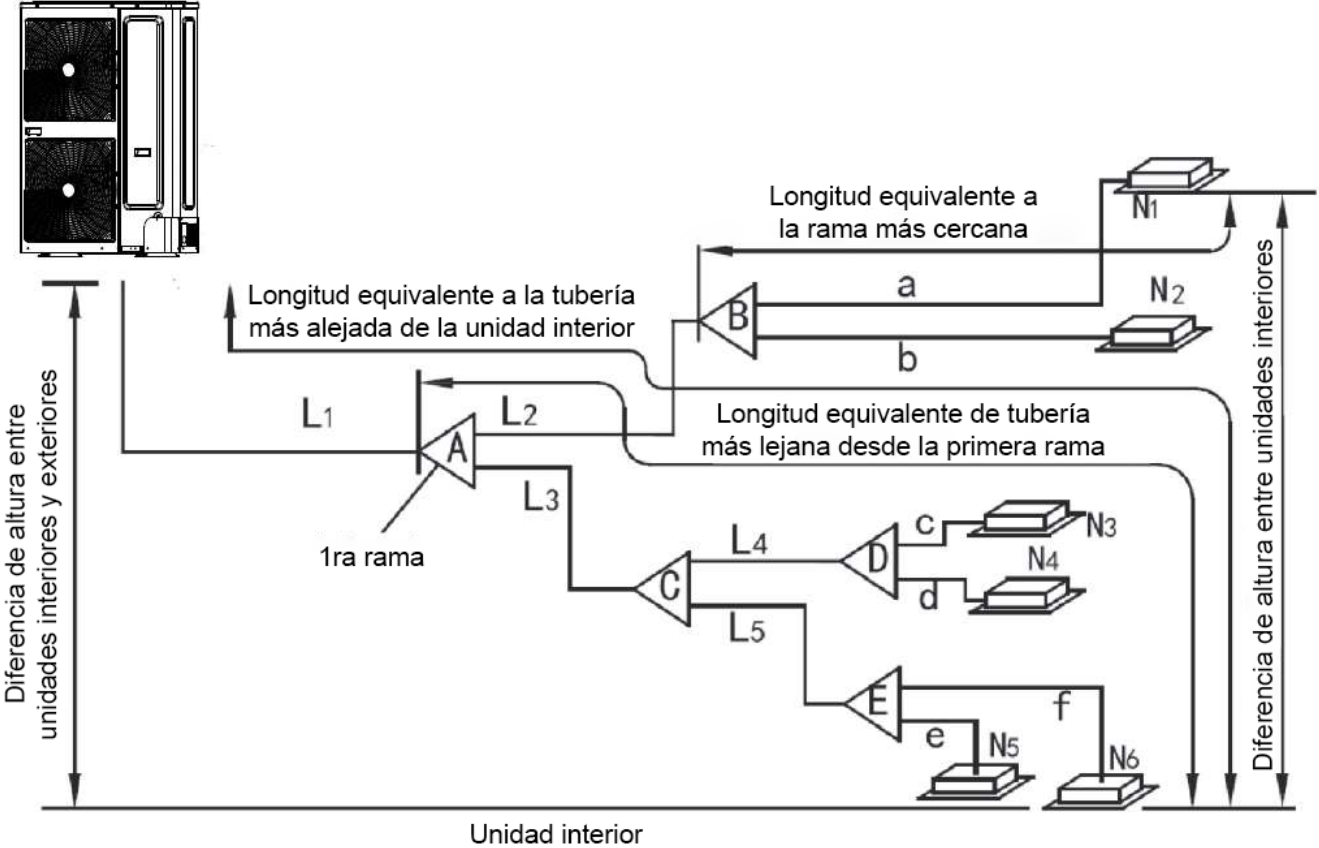 Longitud equivalente a
la rama más cercana
N1
Longitud equivalente a la tubería
más alejada de la unidad interior
a
N2
B
b
L1
L2
Longitud equivalente de tubería
más lejana desde la primera rama
A
L3
1ra rama
L4
c
N3
D
N4
C
d
L5
E
f
e
N5
N6
Diferencia de altura entre
unidades interiores y exteriores
Diferencia de altura entre unidades interiores
Unidad interior